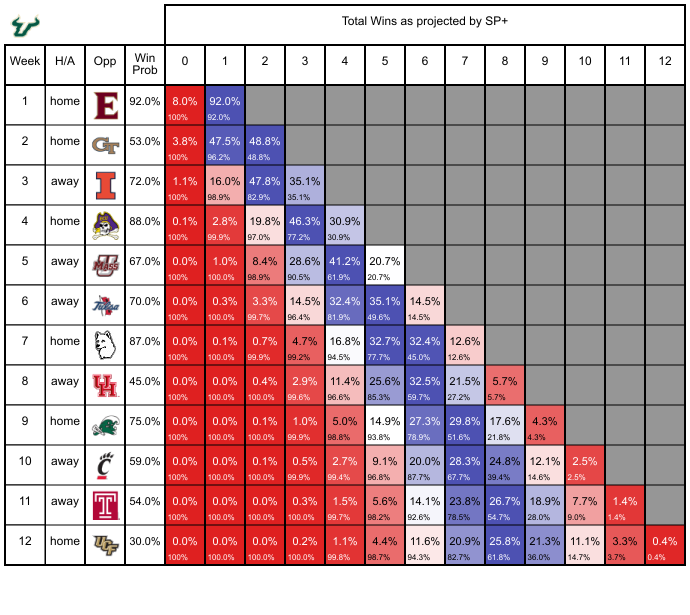 Total Wins as projected by SP+
Week H/A Opp Win Prob 0 1 2 3 4 5 6 7 8 9 10 11 12
1 home E 92.0% 8.0% 92.0%
100% 92.0%
2 home GT 53.0% 3.8% 47.5% 48.8%
100% 96.2% 48.8%
3 away I 72.0% 1.1% 16.0% 47.8% 35.1%
100% 98.9% 82.9% 35.1%
4 home 88.0% 0.1% 2.8% 19.8% 46.3% 30.9%
100% 99.9% 97.0% 77.2% 30.9%
5 away Mass 67.0% 0.0% 1.0% 8.4% 28.6% 41.2% 20.7%
100% 100.0% 98.9% 90.5% 61.9% 20.7%
6 away Tulsa 70.0% 0.0% 0.3% 3.3% 14.5% 32.4% 35.1% 14.5%
100% 100.0% 99.7% 96.4% 81.9% 49.6% 14.5%
7 home 87.0% 0.0% 0.1% 0.7% 4.7% 16.8% 32.7% 32.4% 12.6%
100% 100.0% 99.9% 99.2% 94.5% 77.7% 45.0% 12.6%
8 away UH 45.0% 0.0% 0.0% 0.4% 2.9% 11.4% 25.6% 32.5% 21.5% 5.7%
100% 100.0% 100.0% 99.6% 96.6% 85.3% 59.7% 27.2% 5.7%
9 home 75.0% 0.0% 0.0% 0.1% 1.0% 5.0% 14.9% 27.3% 29.8% 17.6% 4.3%
100% 100.0% 100.0% 99.9% 98.8% 93.8% 78.9% 51.6% 21.8% 4.3%
10 away C 59.0% 0.0% 0.0% 0.1% 0.5% 2.7% 9.1% 20.0% 28.3% 24.8% 12.1% 2.5%
100% 100.0% 100.0% 99.9% 99.4% 96.8% 87.7% 67.7% 39.4% 14.6% 2.5%
11 away T 54.0% 0.0% 0.0% 0.0% 0.3% 1.5% 5.6% 14.1% 23.8% 26.7% 18.9% 7.7% 1.4%
100% 100.0% 100.0% 100.0% 99.7% 98.2% 92.6% 78.5% 54.7% 28.0% 9.0% 1.4%
12 home UCF 30.0% 0.0% 0.0% 0.0% 0.2% 1.1% 4.4% 11.6% 20.9% 25.8% 21.3% 11.1% 3.3% 0.4%
100% 100.0% 100.0% 100.0% 99.8% 98.7% 94.3% 82.7% 61.8% 36.0% 14.7% 3.7% 0.4%